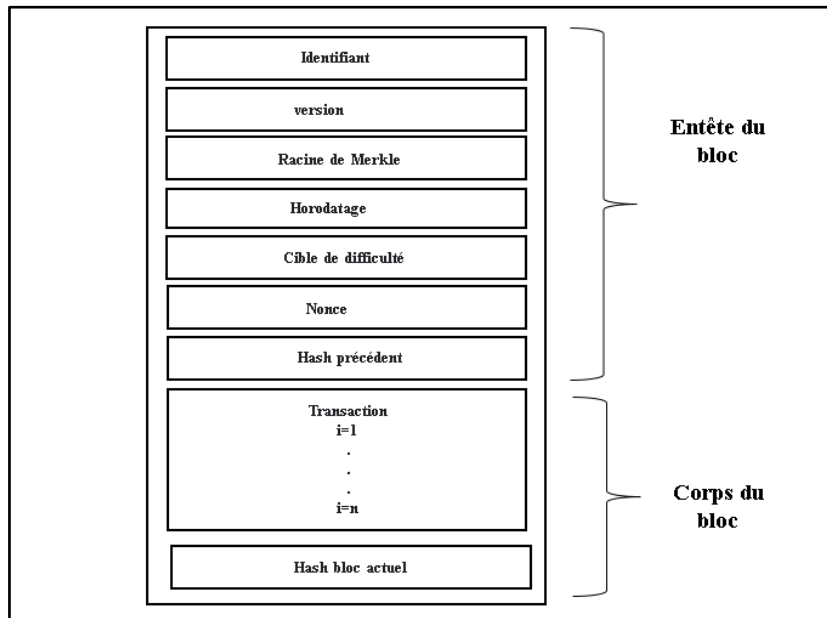 Identifiant
version
Racine de Merkle
Horodatage
Cible de difficulté
Nonce
Hash précédent
Entête du
bloc
Transaction
i=1
.
.
.
i=n
Hash bloc actuel
Corps du
bloc